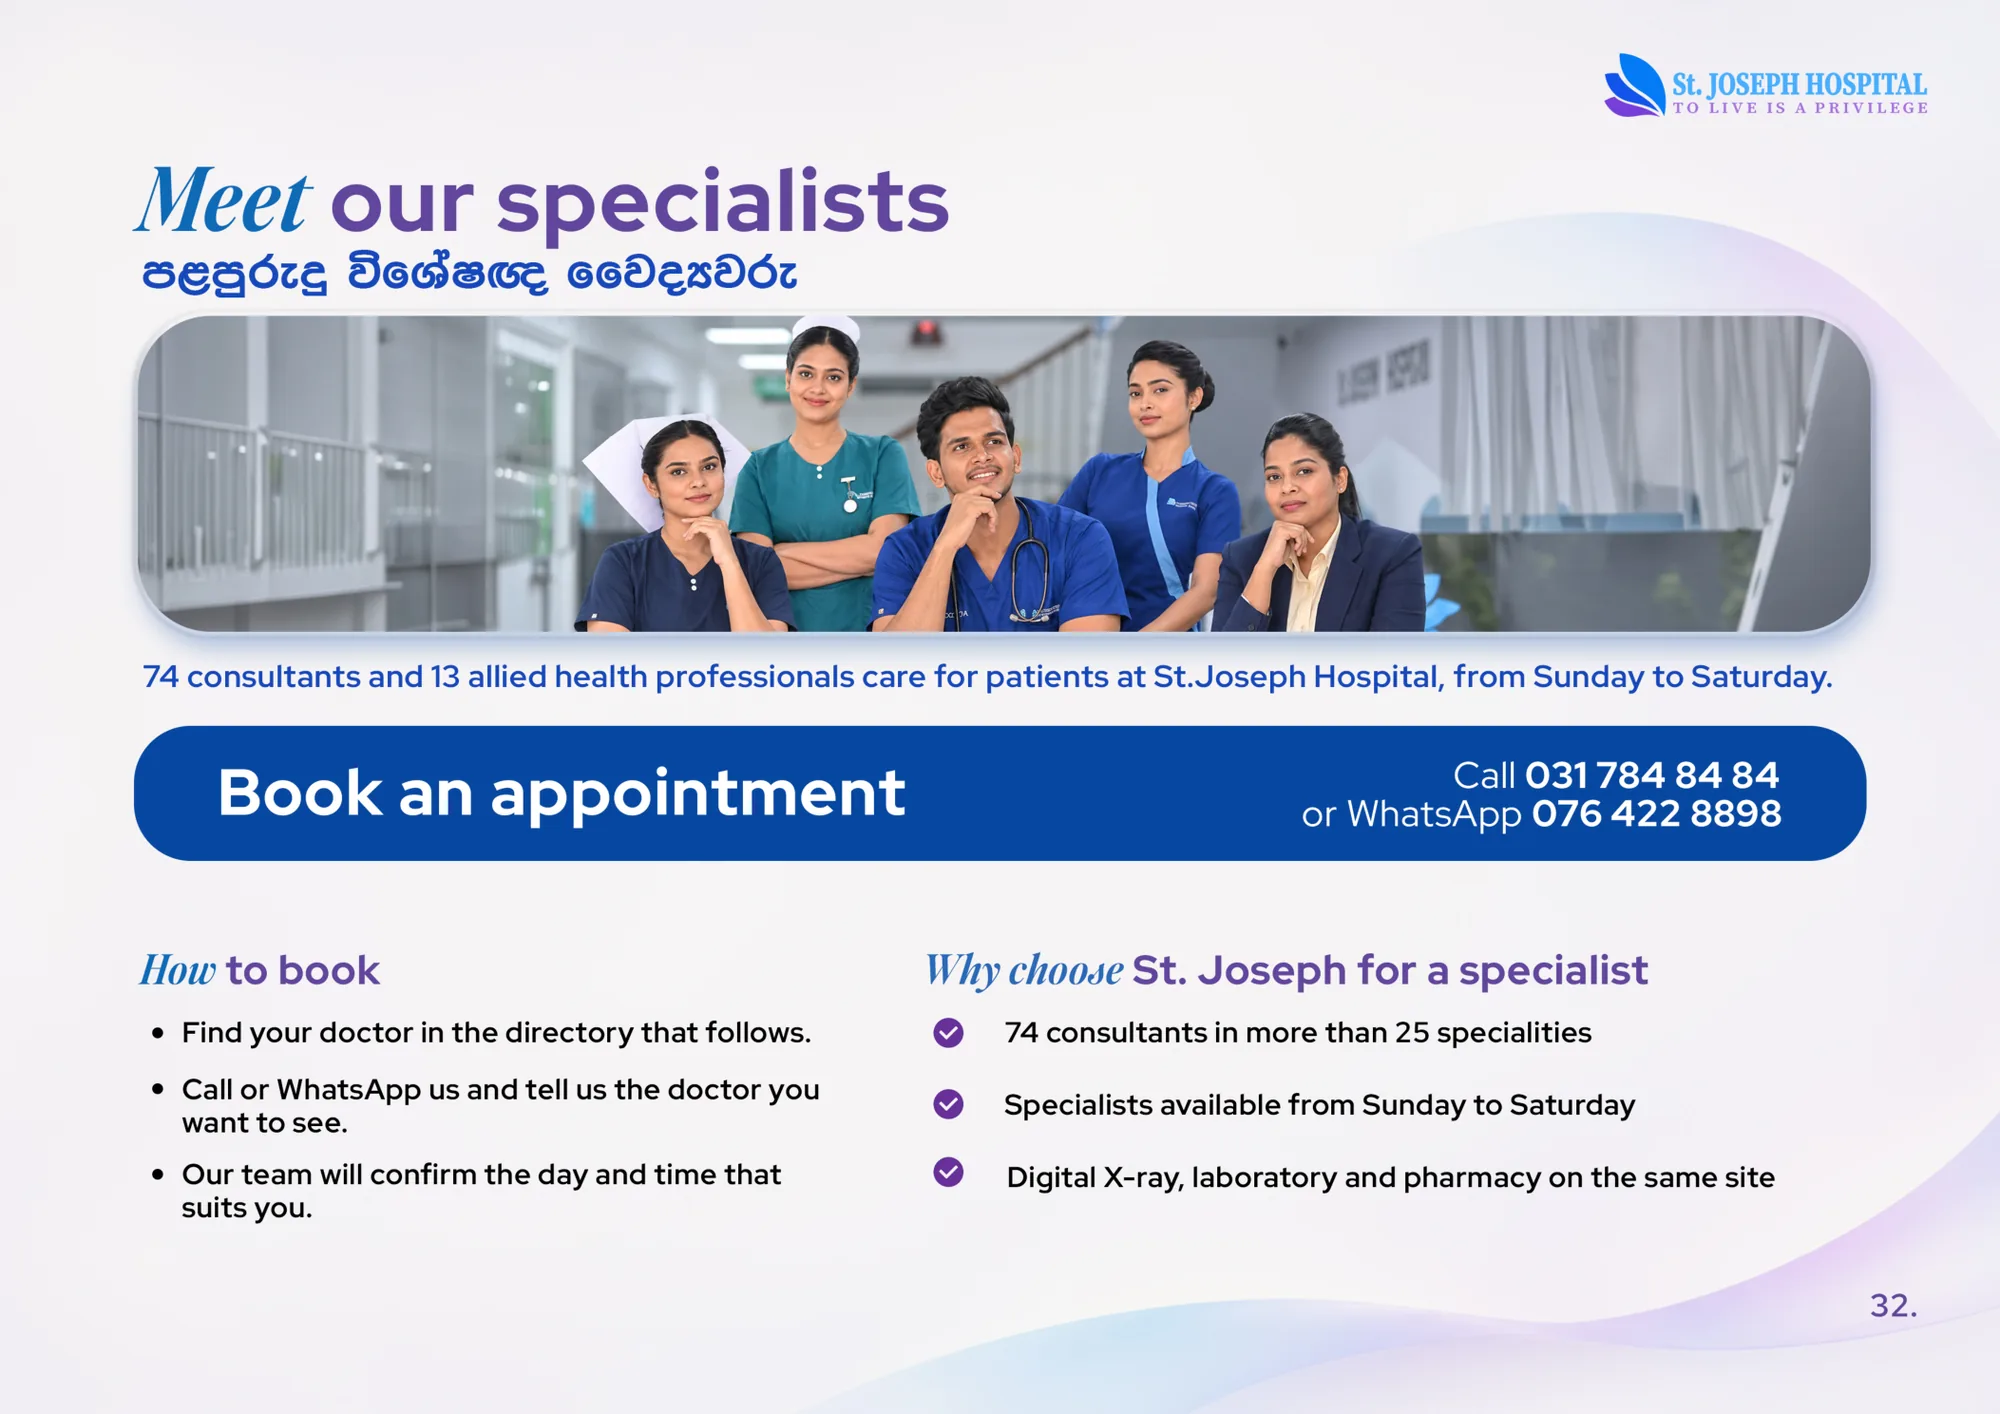 St. JOSEPH HOSPITAL
TO LIVE IS A PRIVILEGE
Meet our specialists
පළපුරුදු විශේෂඥ වෛද්‍යවරු
74 consultants and 13 allied health professionals care for patients at St.Joseph Hospital, from Sunday to Saturday.
Book an appointment
Call 031 784 84 84
or WhatsApp 076 422 8898
How to book
• Find your doctor in the directory that follows.
• Call or WhatsApp us and tell us the doctor you
want to see.
• Our team will confirm the day and time that
suits you.
Why choose St. Joseph for a specialist
74 consultants in more than 25 specialities
Specialists available from Sunday to Saturday
Digital X-ray, laboratory and pharmacy on the same site
32.